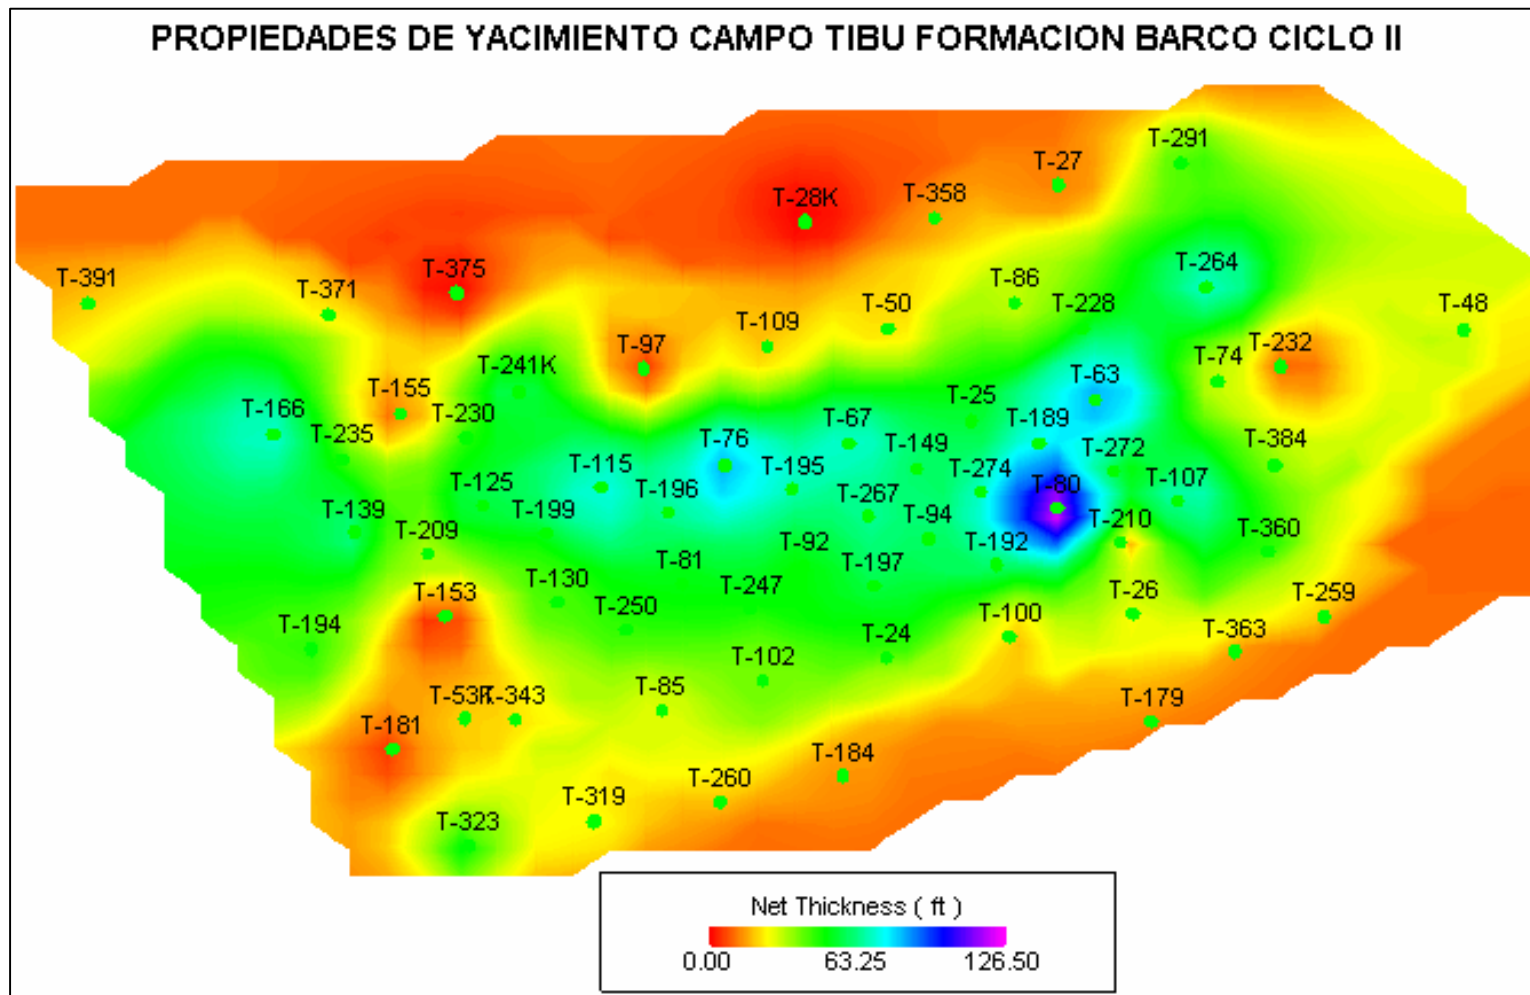 PROPIEDADES DE YACIMIENTO CAMPO TIBU FORMACION BARCO CICLO II
T-291
T-27
T-28K
T-358
T-375
T-264
T-391
T-371
T-86
T-228
T-48
T-50
T-109
T-97
T-232
T-74
T-241K
T-63
T-155
T-25
T-166
T-235
T-230
T-67
T-189
T-149
T-384
T-76
T-272
T-115
T-195
T-274
T-107
T-125
T-80
T-196
T-267
T-139
T-199
T-94
T-210
T-209
T-360
T-81
T-92
T-192
T-197
T-153
T-130
T-247
T-26
T-259
T-250
T-100
T-194
T-363
T-24
T-102
T-53K
T-343
T-85
T-181
T-179
T-184
T-260
T-319
T-323
Net Thickness ( ft )
0.00 63.25 126.50